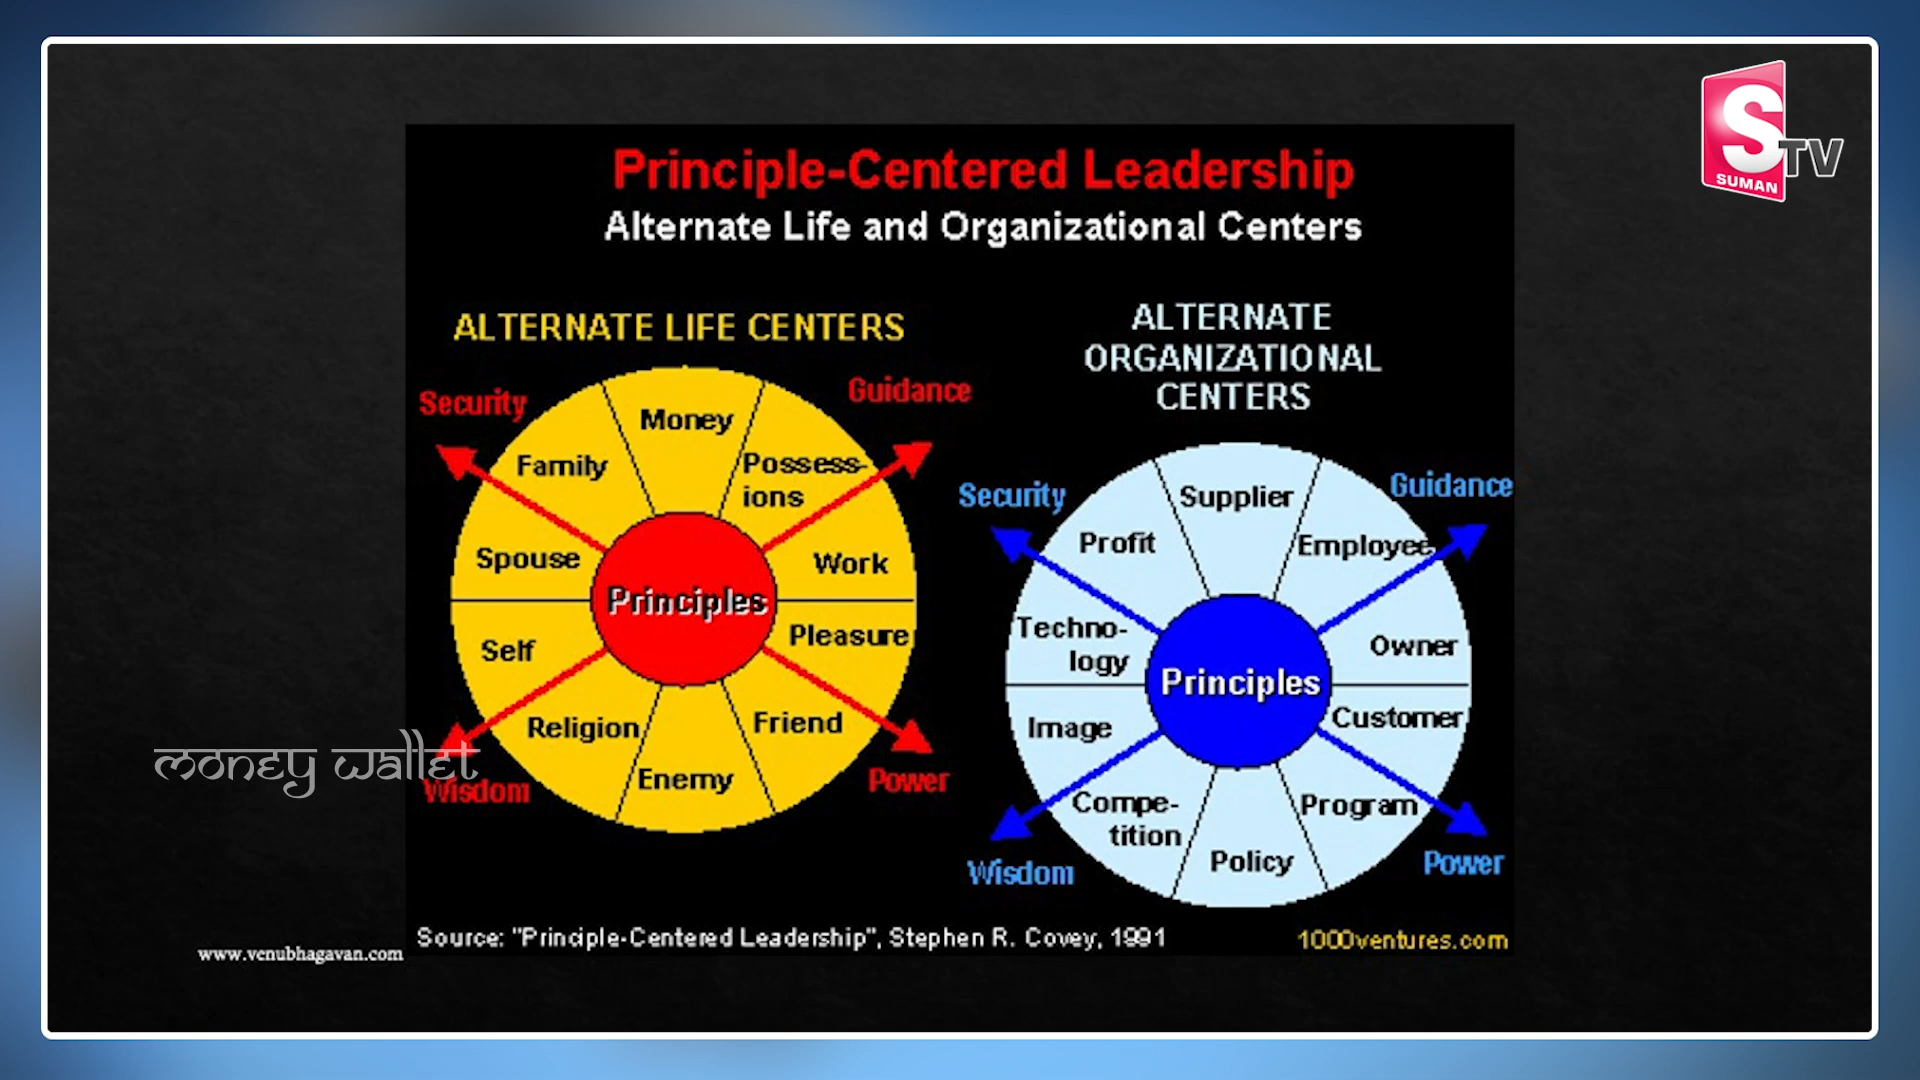 S
TV
SUMAN
Principle-Centered Leadership
Alternate Life and Organizational Centers
ALTERNATE LIFE CENTERS
Security
Guidance
Money
Family
Possess-
ions
Spouse
Work
Principles
Self
Pleasure
Religion
Friend
Enemy
Wisdom
Power
ALTERNATE
ORGANIZATIONAL
CENTERS
Security
Guidance
Supplier
Profit
Employee
Techno-
logy
Owner
Principles
Image
Customer
Compe-
tition
Program
Policy
Wisdom
Power
money wallet
www.venubhagavan.com
Source: "Principle-Centered Leadership", Stephen R. Covey, 1991
1000ventures.com